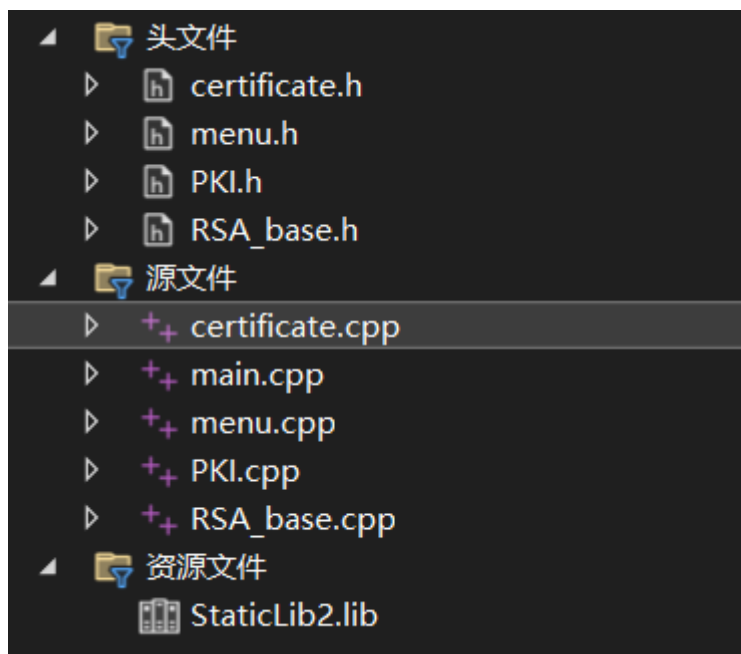 头文件
certificate.h
menu.h
PKI.h
RSA_base.h
源文件
certificate.cpp
main.cpp
menu.cpp
PKI.cpp
RSA_base.cpp
资源文件
StaticLib2.lib